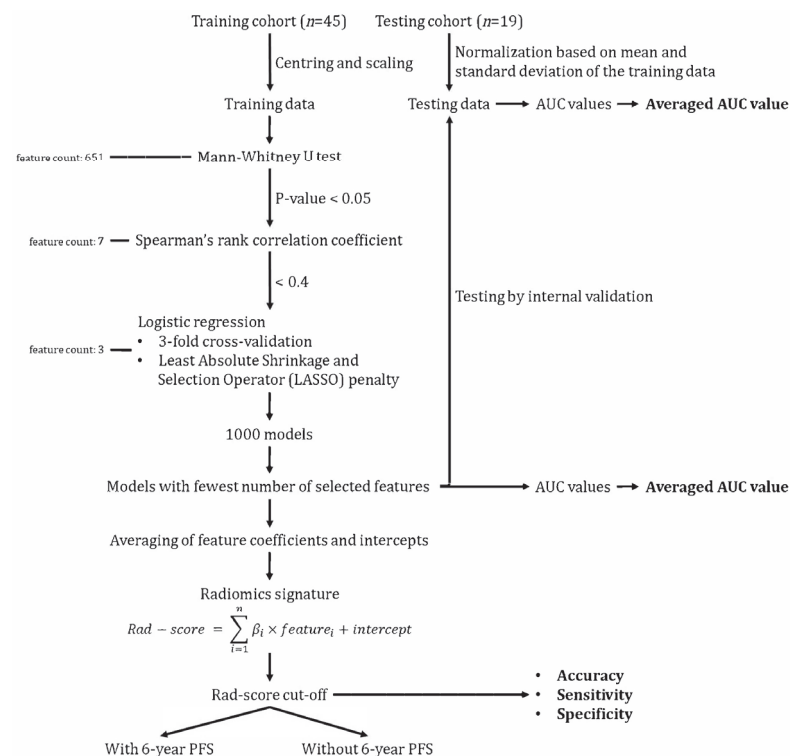 Training cohort (n=45)
Testing cohort (n=19)
Centring and scaling
Normalization based on mean and
standard deviation of the training data
Training data
Testing data
AUC values
Averaged AUC value
feature count: 651
Mann-Whitney U test
P-value < 0.05
feature count: 7
Spearman's rank correlation coefficient
< 0.4
Testing by internal validation
Logistic regression
• 3-fold cross-validation
feature count: 3
• Least Absolute Shrinkage and
Selection Operator (LASSO) penalty
1000 models
Models with fewest number of selected features
AUC values
Averaged AUC value
Averaging of feature coefficients and intercepts
Radiomics signature
Rad − score = ∑ⁿᵢ₌₁ βᵢ × featureᵢ + intercept
Rad-score cut-off
• Accuracy
• Sensitivity
• Specificity
With 6-year PFS
Without 6-year PFS